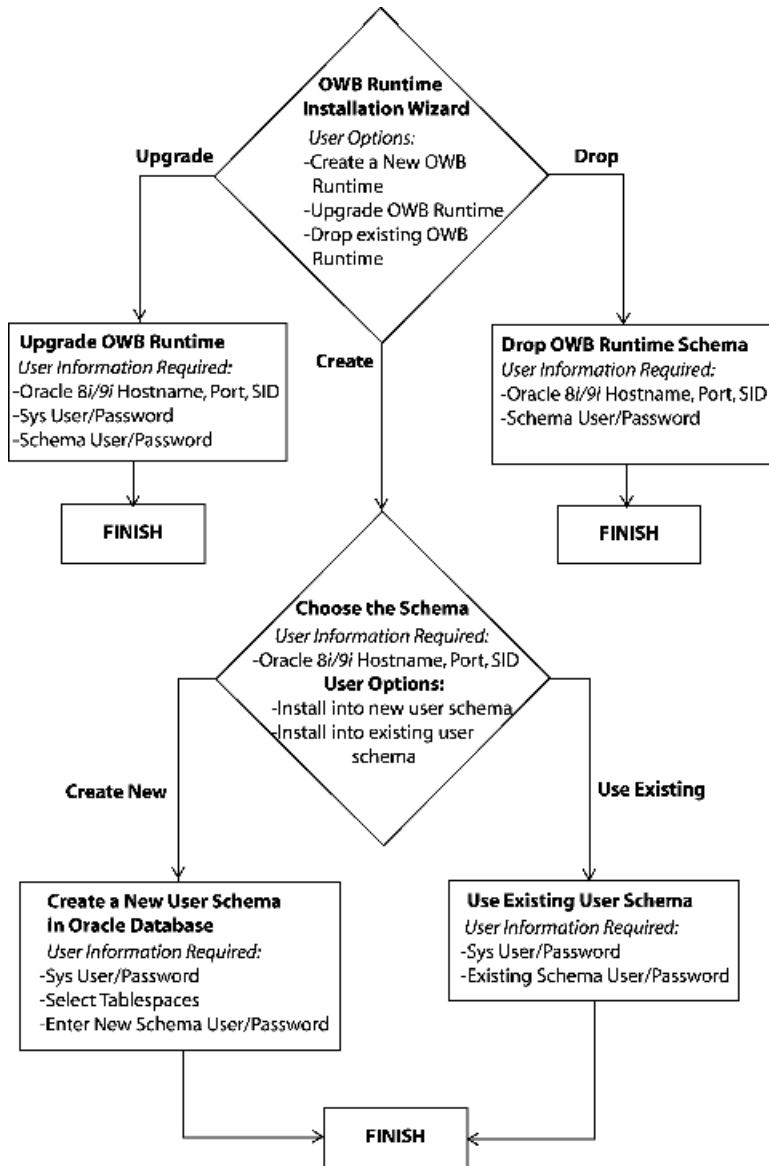 OWB Runtime
Installation Wizard
User Options:
-Create a New OWB
Runtime
-Upgrade OWB Runtime
-Drop existing OWB
Runtime
Upgrade
Drop
Create
Upgrade OWB Runtime
User Information Required:
-Oracle 8i/9i Hostname, Port, SID
-Sys User/Password
-Schema User/Password
FINISH
Drop OWB Runtime Schema
User Information Required:
-Oracle 8i/9i Hostname, Port, SID
-Schema User/Password
FINISH
Choose the Schema
User Information Required:
-Oracle 8i/9i Hostname, Port, SID
User Options:
-Install into new user schema
-Install into existing user
schema
Create New
Use Existing
Create a New User Schema
in Oracle Database
User Information Required:
-Sys User/Password
-Select Tablespaces
-Enter New Schema User/Password
Use Existing User Schema
User Information Required:
-Sys User/Password
-Existing Schema User/Password
FINISH